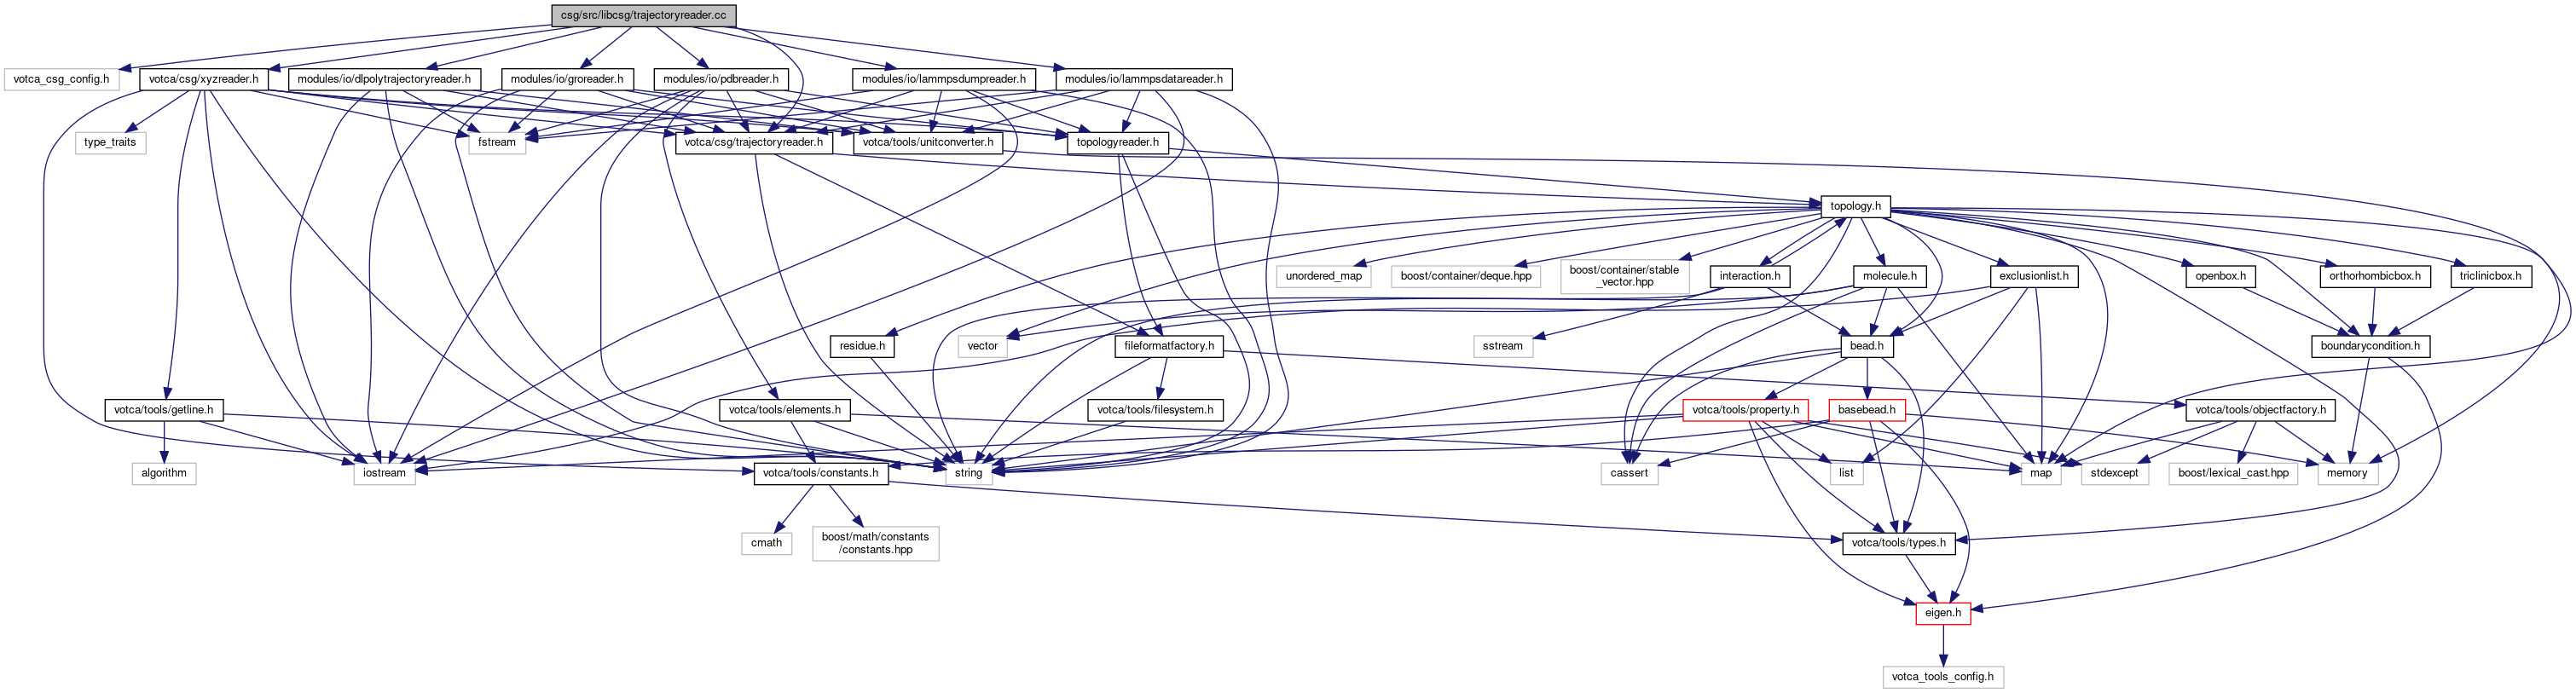 csg/src/libcsg/trajectoryreader.cc
votca_csg_config.h
votca/csg/xyzreader.h
modules/io/dlpolytrajectoryreader.h
modules/io/groreader.h
modules/io/pdbreader.h
modules/io/lammpsdumpreader.h
modules/io/lammpsdatareader.h
type_traits
fstream
votca/csg/trajectoryreader.h
votca/tools/unitconverter.h
topologyreader.h
topology.h
unordered_map
boost/container/deque.hpp
boost/container/stable
_vector.hpp
interaction.h
molecule.h
exclusionlist.h
openbox.h
orthorhombicbox.h
triclinicbox.h
residue.h
vector
fileformatfactory.h
sstream
bead.h
boundarycondition.h
votca/tools/getline.h
votca/tools/elements.h
votca/tools/filesystem.h
votca/tools/property.h
basebead.h
votca/tools/objectfactory.h
algorithm
iostream
votca/tools/constants.h
string
cassert
list
map
stdexcept
boost/lexical_cast.hpp
memory
cmath
boost/math/constants
/constants.hpp
votca/tools/types.h
eigen.h
votca_tools_config.h